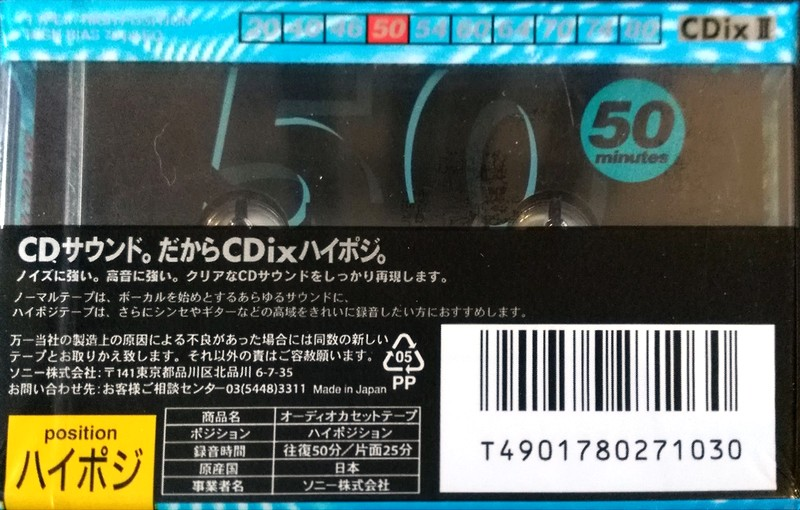 20 40 46 50 54 60 64 70 74 80
CDix Ⅱ
50
50
minutes
CDサウンド。だからCDixハイポジ。
ノイズに強い。高音に強い。クリアなCDサウンドをしっかり再現します。
ノーマルテープは、ボーカルを始めとするあらゆるサウンドに、
ハイポジテープは、さらにシンセやギターなどの高域をきれいに録音したい方におすすめします。
万一当社の製造上の原因による不良があった場合には同数の新しい
テープとお取りかえ致します。それ以外の責はご容赦願います。
ソニー株式会社:〒141東京都品川区北品川 6-7-35
お問い合わせ先:お客様ご相談センター03(5448)3311 Made in Japan
05
PP
position
ハイポジ
商品名 オーディオカセットテープ
ポジション ハイポジション
録音時間 往復50分/片面25分
原産国 日本
事業者名 ソニー株式会社
T4901780271030